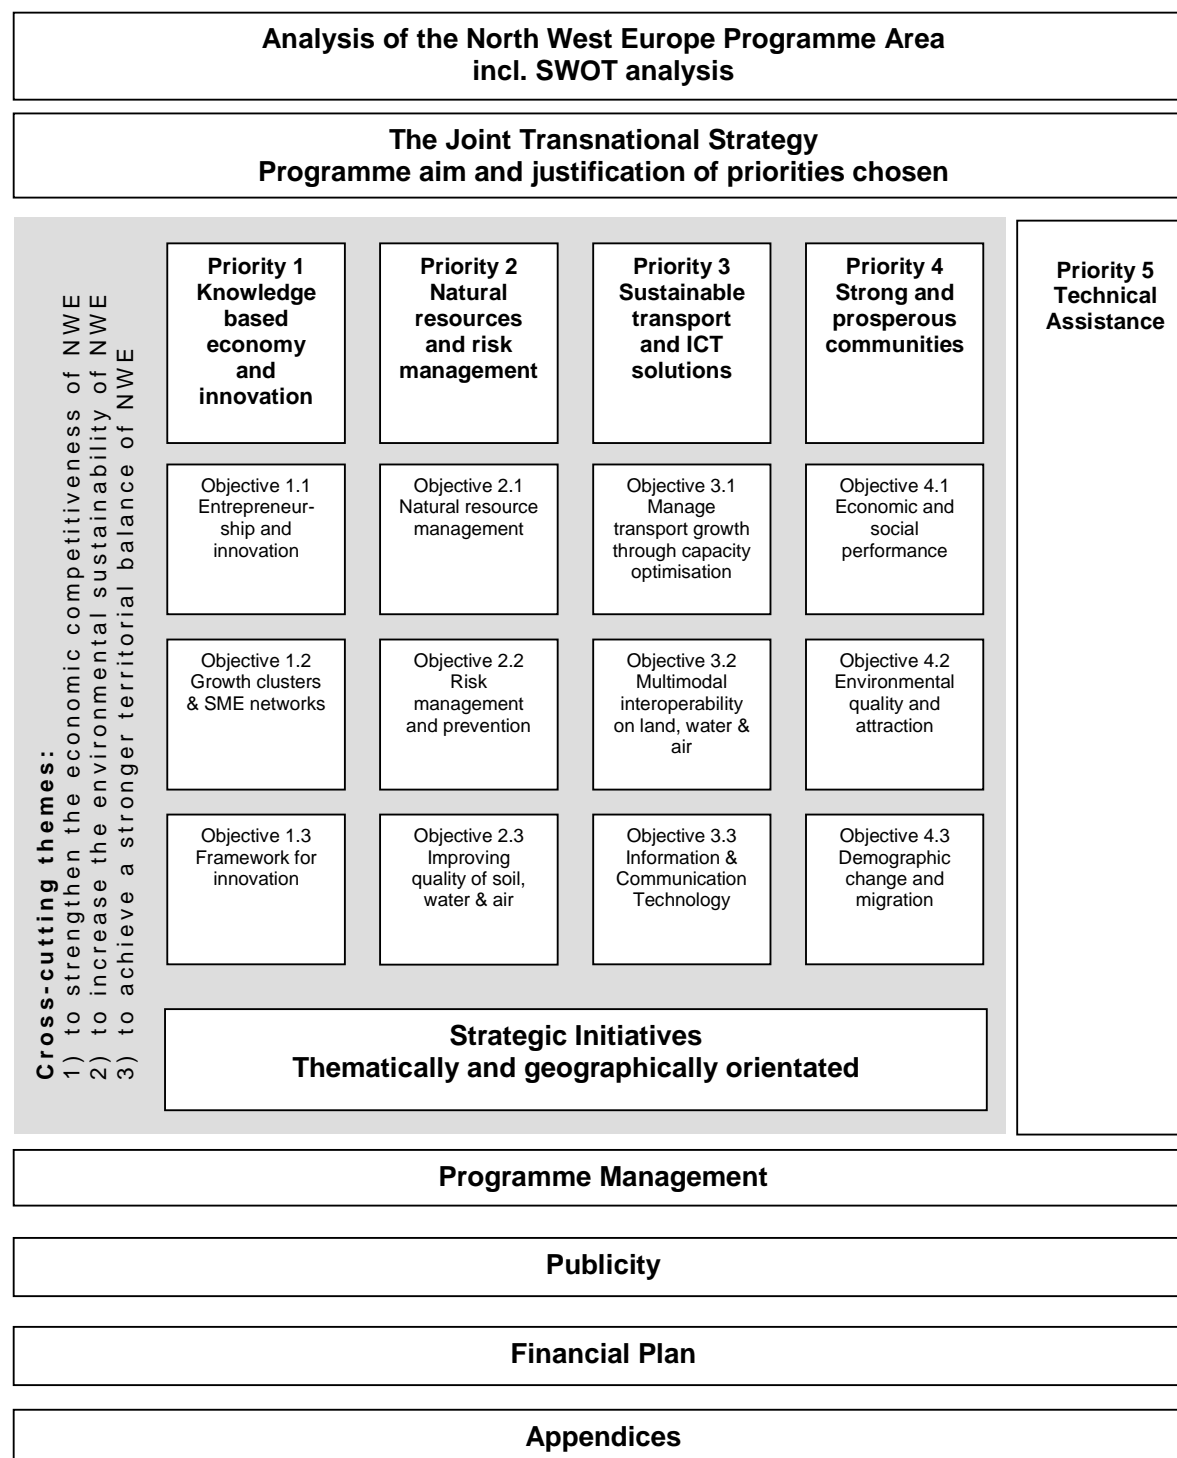 Analysis of the North West Europe Programme Area
incl. SWOT analysis
The Joint Transnational Strategy
Programme aim and justification of priorities chosen
Cross-cutting themes:
1) to strengthen the economic competitiveness of NWE
2) to increase the environmental sustainability of NWE
3) to achieve a stronger territorial balance of NWE
Priority 1
Knowledge
based
economy
and
innovation
Priority 2
Natural
resources
and risk
management
Priority 3
Sustainable
transport
and ICT
solutions
Priority 4
Strong and
prosperous
communities
Priority 5
Technical
Assistance
Objective 1.1
Entrepreneur-
ship and
innovation
Objective 2.1
Natural resource
management
Objective 3.1
Manage
transport growth
through capacity
optimisation
Objective 4.1
Economic and
social
performance
Objective 1.2
Growth clusters
& SME networks
Objective 2.2
Risk
management
and prevention
Objective 3.2
Multimodal
interoperability
on land, water &
air
Objective 4.2
Environmental
quality and
attraction
Objective 1.3
Framework for
innovation
Objective 2.3
Improving
quality of soil,
water & air
Objective 3.3
Information &
Communication
Technology
Objective 4.3
Demographic
change and
migration
Strategic Initiatives
Thematically and geographically orientated
Programme Management
Publicity
Financial Plan
Appendices